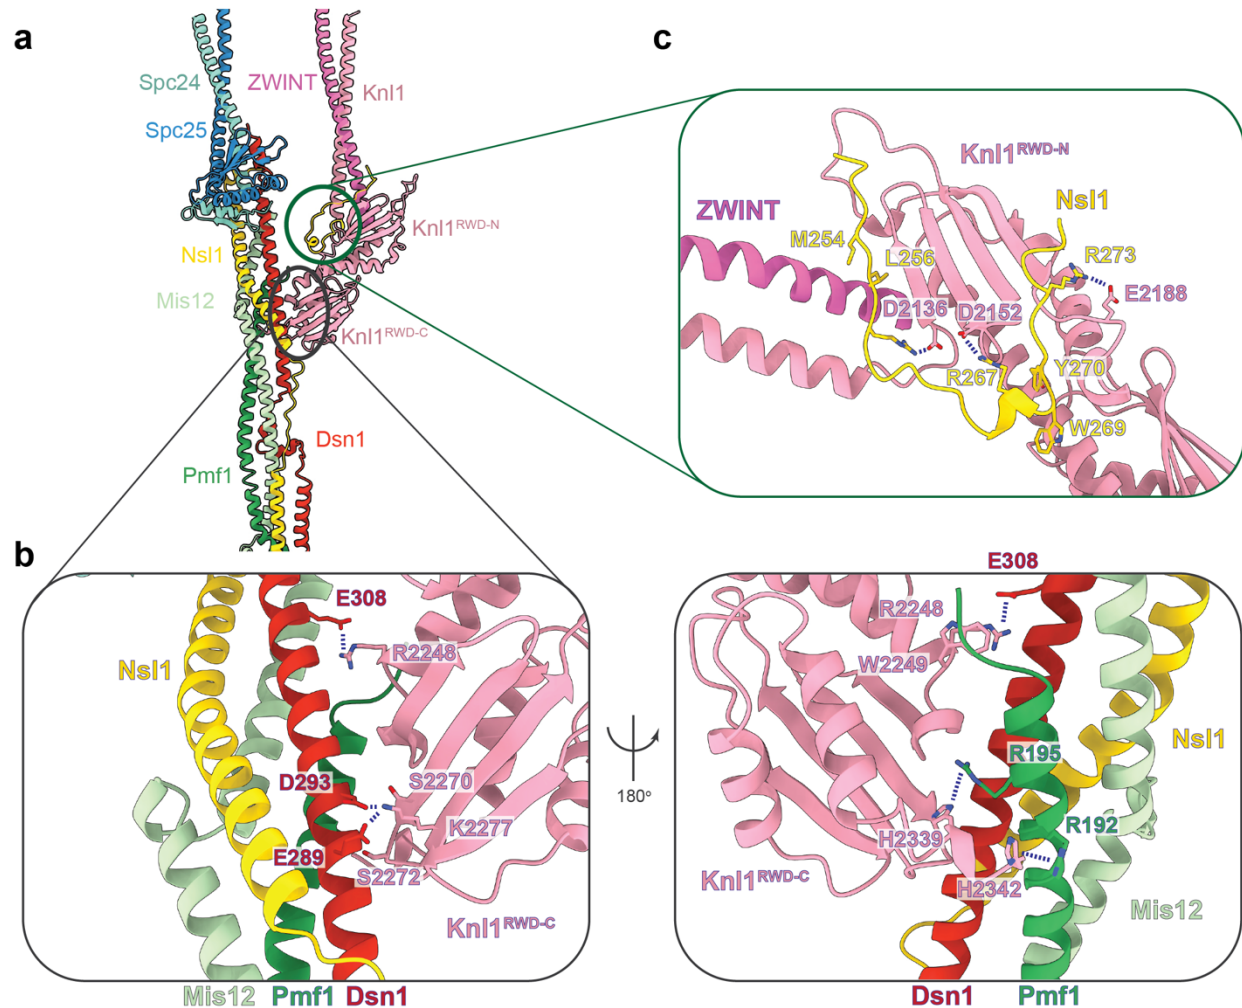 a
Spc24
ZWINT
Knl1
Spc25
Knl1RWD-N
Nsl1
Mis12
Knl1RWD-C
Dsn1
Pmf1
c
Knl1RWD-N
ZWINT
Nsl1
M254
L256
R273
E2188
D2136
D2152
R267
Y270
W269
b
E308
Nsl1
R2248
D293
S2270
K2277
E289
S2272
Knl1RWD-C
Mis12
Pmf1
Dsn1
180°
E308
R2248
W2249
Nsl1
R195
R192
H2339
Knl1RWD-C
H2342
Mis12
Dsn1
Pmf1